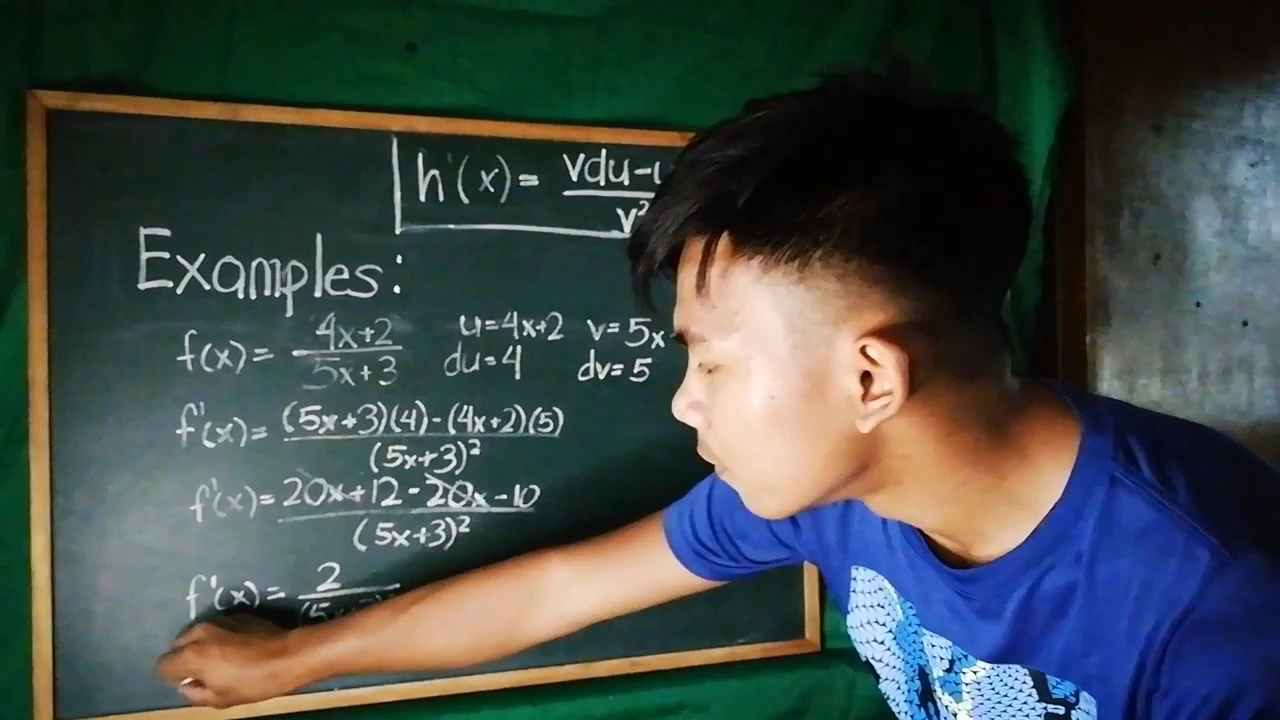 h'(x) = vdu-
v²
Examples:
f(x) = 4x+2 / 5x+3 u=4x+2 v=5x
du=4 dv=5
f'(x) = (5x+3)(4)-(4x+2)(5) / (5x+3)²
f'(x) = 20x+12-20x-10 / (5x+3)²
f'(x) = 2 / (5